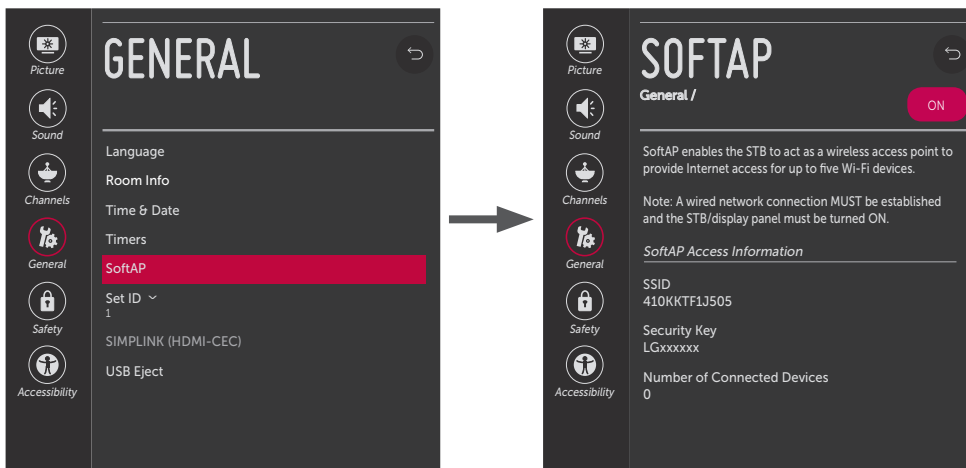 Picture
Sound
Channels
General
Safety
Accessibility
GENERAL
Language
Room Info
Time & Date
Timers
SoftAP
Set ID
1
SIMPLINK (HDMI-CEC)
USB Eject
Picture
Sound
Channels
General
Safety
Accessibility
SOFTAP
General /
ON
SoftAP enables the STB to act as a wireless access point to
provide Internet access for up to five Wi-Fi devices.
Note: A wired network connection MUST be established
and the STB/display panel must be turned ON.
SoftAP Access Information
SSID
410KKTF1J505
Security Key
LGxxxxxx
Number of Connected Devices
0